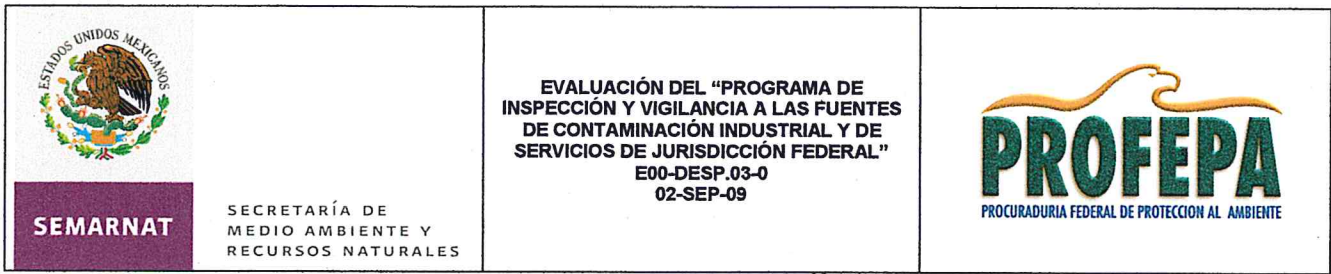 ESTADOS UNIDOS MEXICANOS
SEMARNAT
SECRETARÍA DE
MEDIO AMBIENTE Y
RECURSOS NATURALES
EVALUACIÓN DEL “PROGRAMA DE
INSPECCIÓN Y VIGILANCIA A LAS FUENTES
DE CONTAMINACIÓN INDUSTRIAL Y DE
SERVICIOS DE JURISDICCIÓN FEDERAL”
E00-DESP.03-0
02-SEP-09
PROFEPA
PROCURADURIA FEDERAL DE PROTECCION AL AMBIENTE